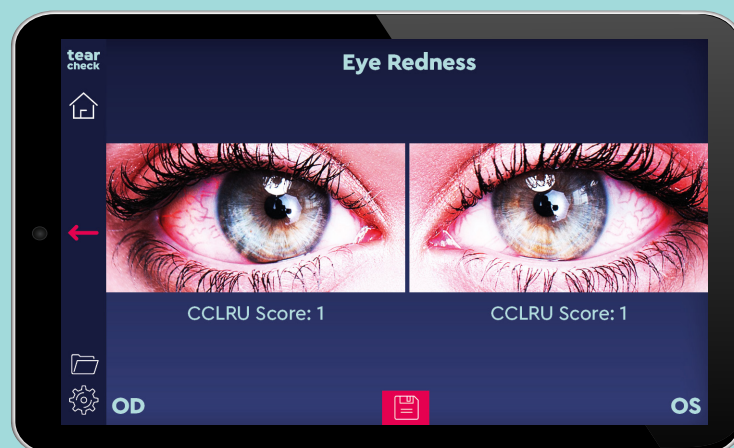 tear
check
Eye Redness
CCLRU Score: 1
CCLRU Score: 1
OD
OS